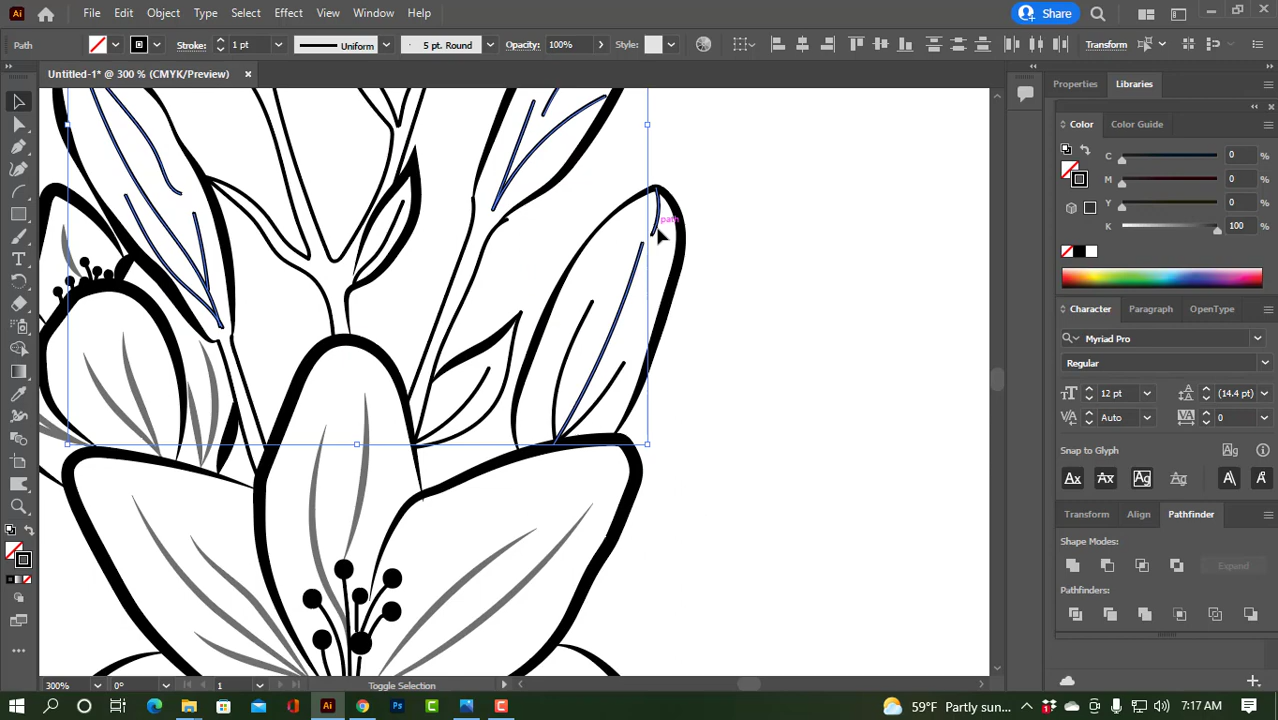 Ai File Edit Object Type Select Effect View Window Help Share
Path Stroke: 1 pt Uniform 5 pt. Round Opacity: 100% Style: Transform
Untitled-1* @ 300 % (CMYK/Preview)
Properties Libraries
Color Color Guide
C 0 %
M 0 %
Y 0 %
K 100 %
path
Character Paragraph OpenType
Myriad Pro
Regular
12 pt (14.4 pt)
Auto 0
Snap to Glyph
Transform Align Pathfinder
Shape Modes:
Expand
Pathfinders:
300% 0° 1 Toggle Selection
59°F Partly sun... 7:17 AM